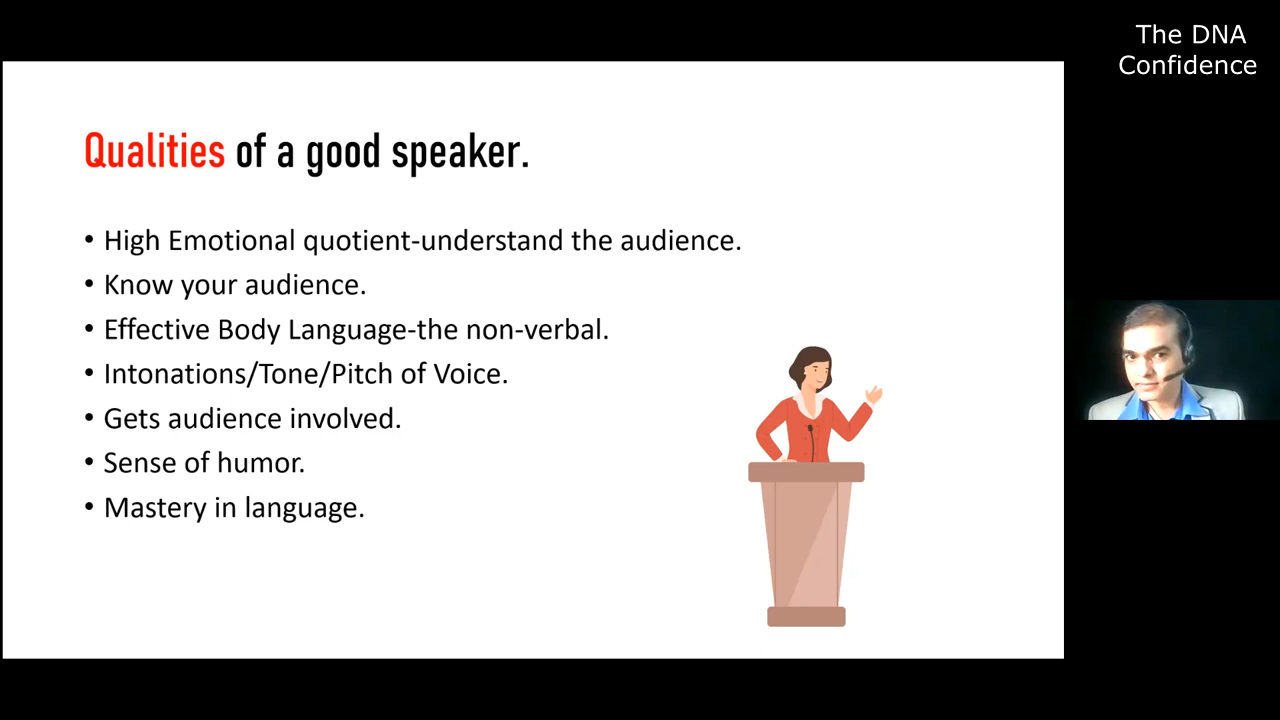 The DNA
Confidence
Qualities of a good speaker.
• High Emotional quotient-understand the audience.
• Know your audience.
• Effective Body Language-the non-verbal.
• Intonations/Tone/Pitch of Voice.
• Gets audience involved.
• Sense of humor.
• Mastery in language.